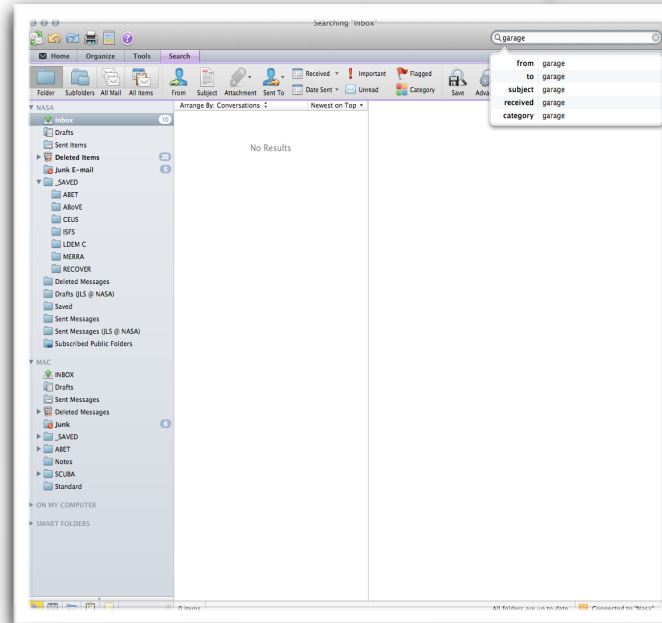 Searching "Inbox"
garage
Home Organize Tools Search
from garage
to garage
subject garage
received garage
category garage
Received Important Flagged
Date Sent Unread Category
Folder Subfolders All Mail All Items From Subject Attachment Sent To Save
Arrange By: Conversations Newest on Top
No Results
NASA
Inbox 10
Drafts
Sent Items
Deleted Items 20
Junk E-mail 5
_SAVED
ABET
ABoVE
CEUS
ISFS
LDEM C
MERRA
RECOVER
Deleted Messages
Drafts (JLS @ NASA)
Saved
Sent Messages
Sent Messages (JLS @ NASA)
Subscribed Public Folders
MAC
INBOX
Drafts
Sent Messages
Deleted Messages
Junk 6
_SAVED
ABET
Notes
SCUBA
Standard
ON MY COMPUTER
SMART FOLDERS
0 items All folders are up to date. Connected to "Nasa"